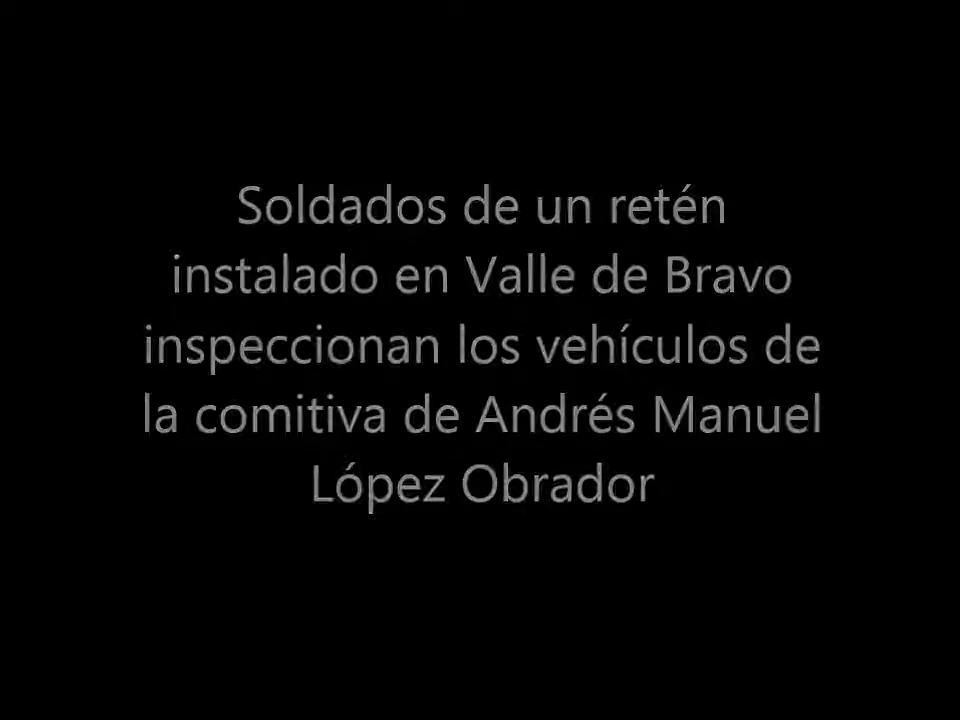 Soldados de un retén
instalado en Valle de Bravo
inspeccionan los vehículos de
la comitiva de Andrés Manuel
López Obrador